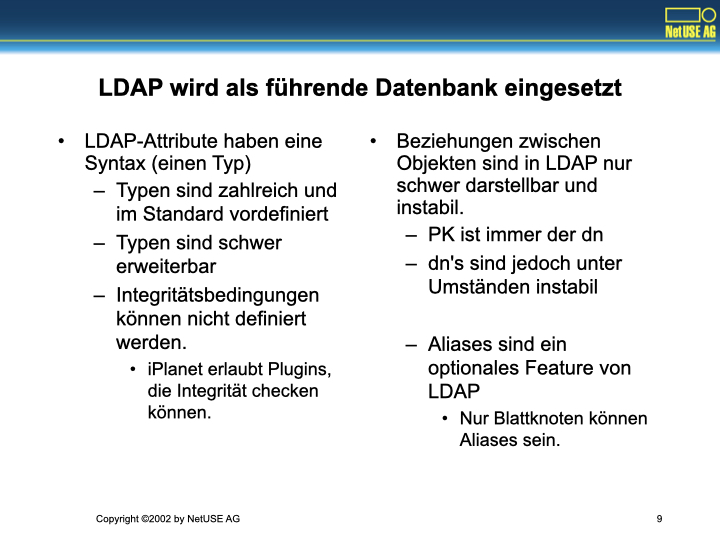 NetUSE AG
LDAP wird als führende Datenbank eingesetzt
• LDAP-Attribute haben eine
Syntax (einen Typ)
– Typen sind zahlreich und
im Standard vordefiniert
– Typen sind schwer
erweiterbar
– Integritätsbedingungen
können nicht definiert
werden.
• iPlanet erlaubt Plugins,
die Integrität checken
können.
• Beziehungen zwischen
Objekten sind in LDAP nur
schwer darstellbar und
instabil.
– PK ist immer der dn
– dn's sind jedoch unter
Umständen instabil
– Aliases sind ein
optionales Feature von
LDAP
• Nur Blattknoten können
Aliases sein.
Copyright ©2002 by NetUSE AG
9